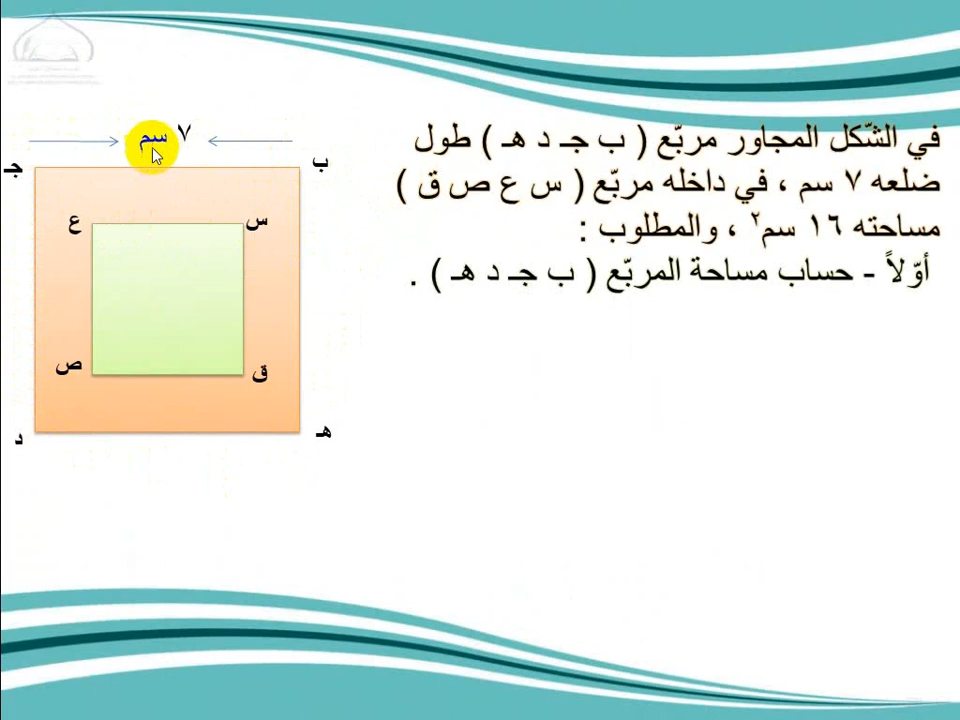 في الشّكل المجاور مربّع ( ب جـ د هـ ) طول
ضلعه ٧ سم ، في داخله مربّع ( س ع ص ق )
مساحته ١٦ سم٢ ، والمطلوب :
أوّلاً - حساب مساحة المربّع ( ب جـ د هـ ) .
٧ سم
ب
جـ
س
ع
ق
ص
هـ
د